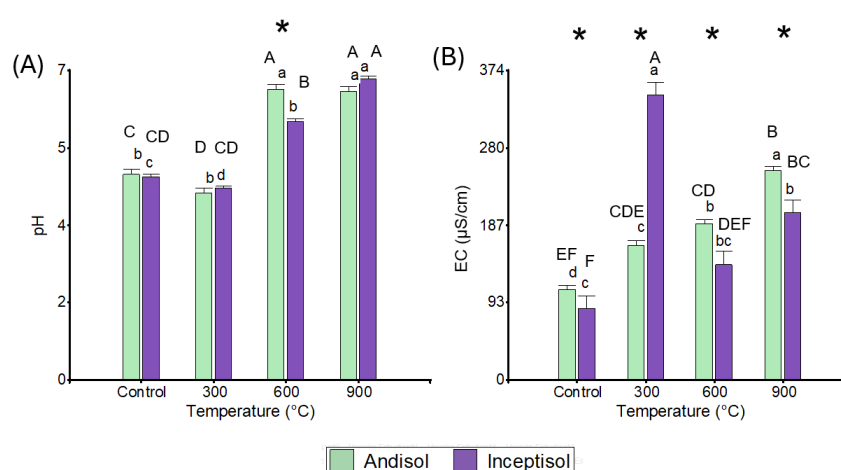 (A)
*
A
A
A
a
a
a
B
b
C
CD
b
c
D
CD
b
d
7
5
4
2
0
pH
Control
300
600
900
Temperature (°C)
(B)
*
*
*
*
A
a
B
a
BC
b
CD
b
DEF
bc
CDE
c
EF
F
d
c
374
280
187
93
0
EC (µS/cm)
Control
300
600
900
Temperature (°C)
Andisol
Inceptisol